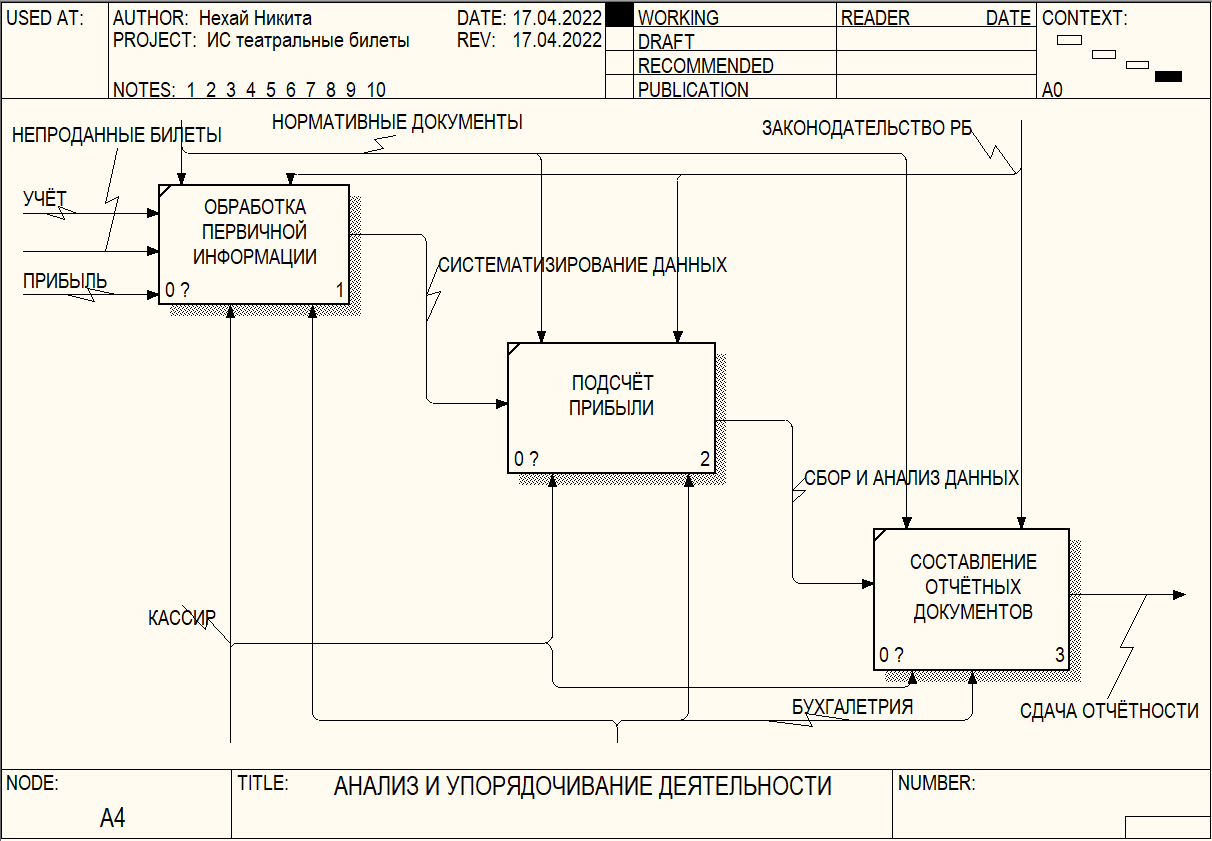 USED AT:
AUTHOR: Нехай Никита
DATE: 17.04.2022
PROJECT: ИС театральные билеты
REV: 17.04.2022
NOTES: 1 2 3 4 5 6 7 8 9 10
WORKING
DRAFT
RECOMMENDED
PUBLICATION
READER
DATE
CONTEXT:
A0
НЕПРОДАННЫЕ БИЛЕТЫ
НОРМАТИВНЫЕ ДОКУМЕНТЫ
ЗАКОНОДАТЕЛЬСТВО РБ
УЧЁТ
ПРИБЫЛЬ
ОБРАБОТКА
ПЕРВИЧНОЙ
ИНФОРМАЦИИ
0 ?
1
СИСТЕМАТИЗИРОВАНИЕ ДАННЫХ
ПОДСЧЁТ
ПРИБЫЛИ
0 ?
2
СБОР И АНАЛИЗ ДАННЫХ
СОСТАВЛЕНИЕ
ОТЧЁТНЫХ
ДОКУМЕНТОВ
0 ?
3
КАССИР
БУХГАЛЕТРИЯ
СДАЧА ОТЧЁТНОСТИ
NODE:
A4
TITLE:
АНАЛИЗ И УПОРЯДОЧИВАНИЕ ДЕЯТЕЛЬНОСТИ
NUMBER: